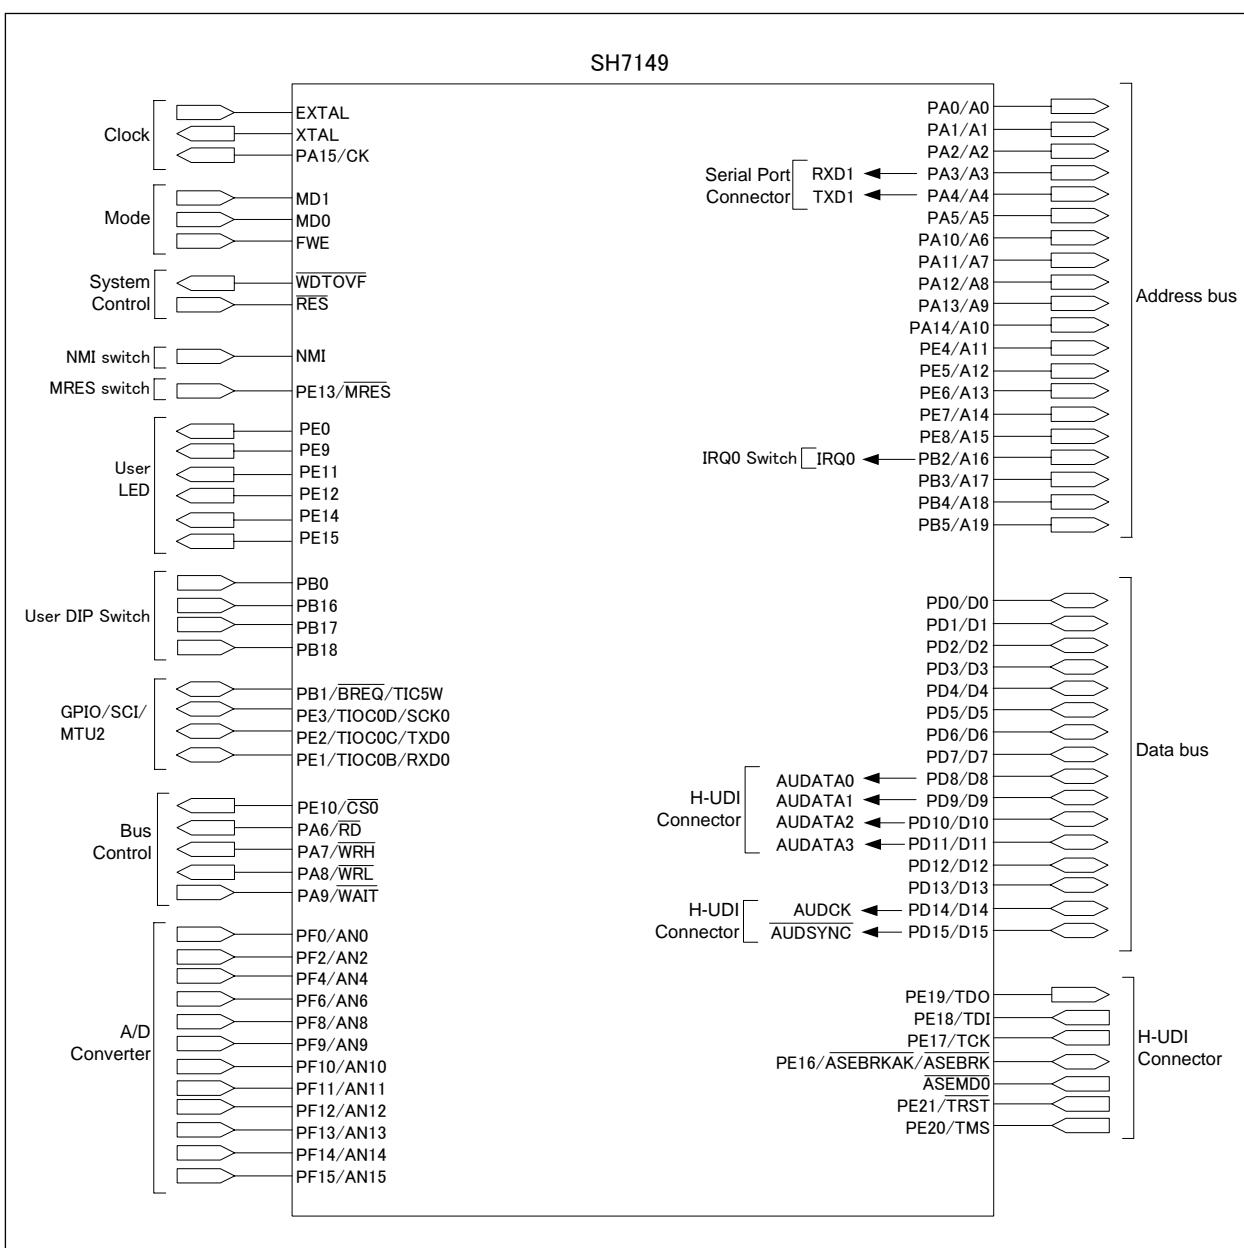 SH7149
Clock
EXTAL
XTAL
PA15/CK
Mode
MD1
MD0
FWE
System
Control
WDTOVF
RES
NMI switch
NMI
MRES switch
PE13/MRES
User
LED
PE0
PE9
PE11
PE12
PE14
PE15
User DIP Switch
PB0
PB16
PB17
PB18
GPIO/SCI/
MTU2
PB1/BREQ/TIC5W
PE3/TIOC0D/SCK0
PE2/TIOC0C/TXD0
PE1/TIOC0B/RXD0
Bus
Control
PE10/CS0
PA6/RD
PA7/WRH
PA8/WRL
PA9/WAIT
A/D
Converter
PF0/AN0
PF2/AN2
PF4/AN4
PF6/AN6
PF8/AN8
PF9/AN9
PF10/AN10
PF11/AN11
PF12/AN12
PF13/AN13
PF14/AN14
PF15/AN15
PA0/A0
PA1/A1
PA2/A2
Serial Port
Connector
RXD1
PA3/A3
TXD1
PA4/A4
PA5/A5
PA10/A6
PA11/A7
PA12/A8
PA13/A9
PA14/A10
PE4/A11
PE5/A12
PE6/A13
PE7/A14
PE8/A15
IRQ0 Switch
IRQ0
PB2/A16
PB3/A17
PB4/A18
PB5/A19
Address bus
PD0/D0
PD1/D1
PD2/D2
PD3/D3
PD4/D4
PD5/D5
PD6/D6
PD7/D7
H-UDI
Connector
AUDATA0
PD8/D8
AUDATA1
PD9/D9
AUDATA2
PD10/D10
AUDATA3
PD11/D11
PD12/D12
PD13/D13
H-UDI
Connector
AUDCK
PD14/D14
AUDSYNC
PD15/D15
Data bus
PE19/TDO
PE18/TDI
PE17/TCK
PE16/ASEBRKAK/ASEBRK
ASEMD0
PE21/TRST
PE20/TMS
H-UDI
Connector